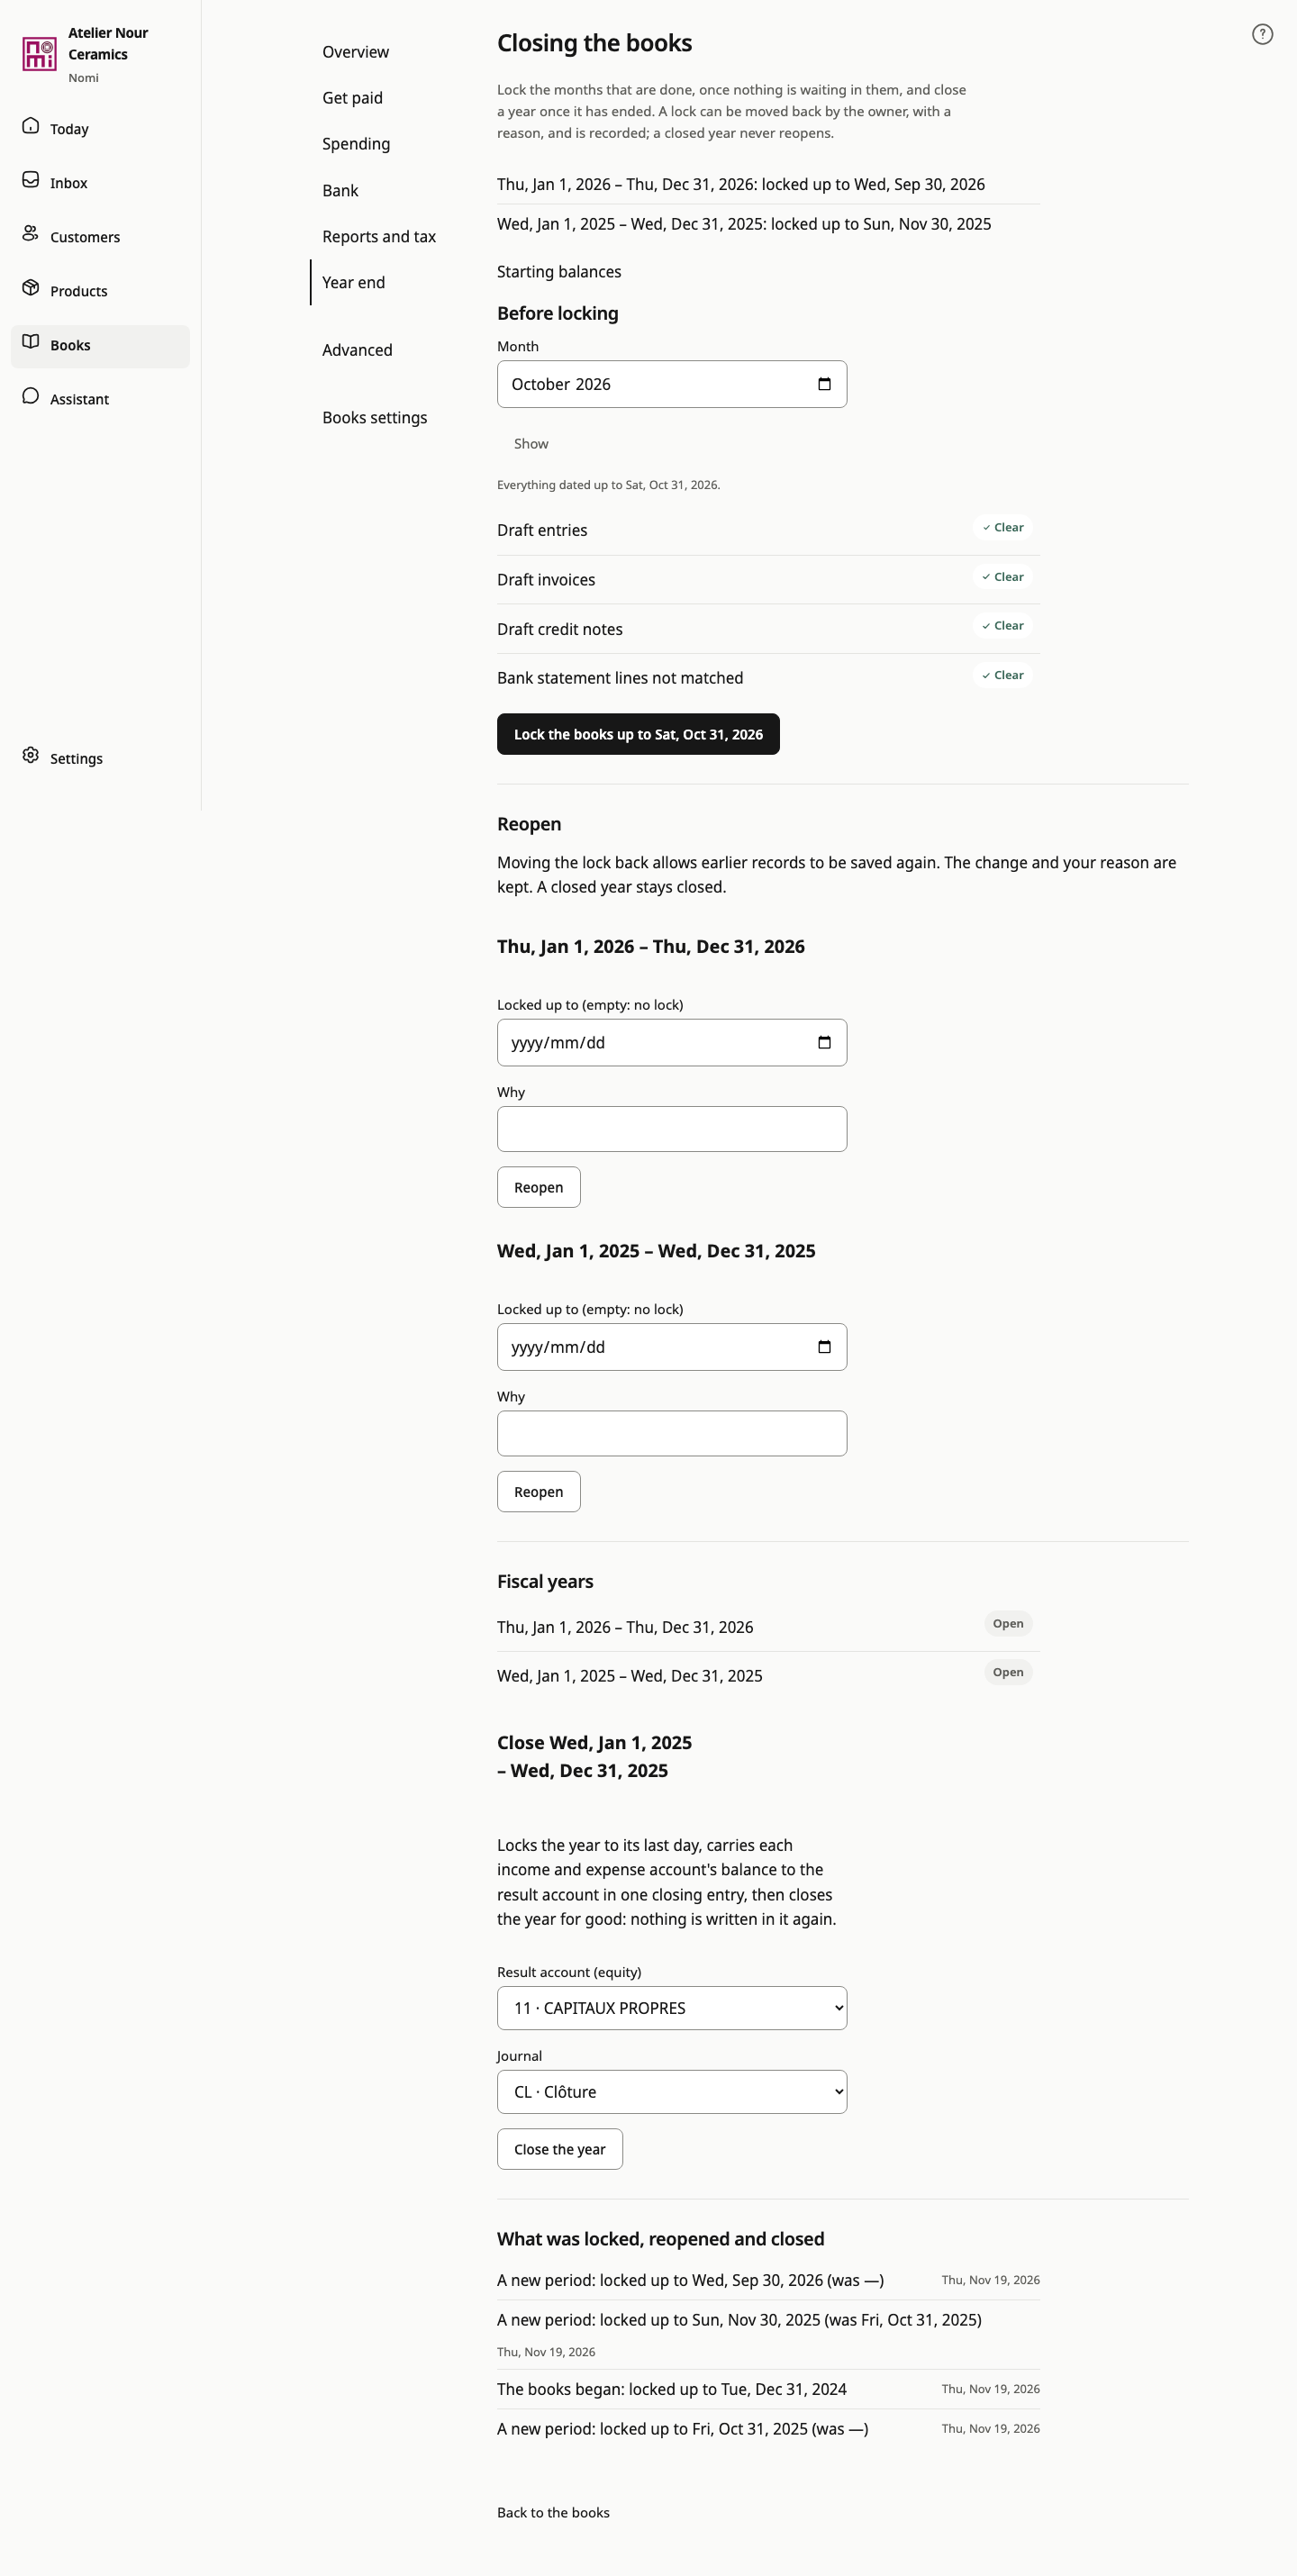 Atelier Nour
Ceramics
Nomi
Today
Inbox
Customers
Products
Books
Assistant
Settings
Overview
Get paid
Spending
Bank
Reports and tax
Year end
Advanced
Books settings
Closing the books
Lock the months that are done, once nothing is waiting in them, and close
a year once it has ended. A lock can be moved back by the owner, with a
reason, and is recorded; a closed year never reopens.
Thu, Jan 1, 2026 – Thu, Dec 31, 2026: locked up to Wed, Sep 30, 2026
Wed, Jan 1, 2025 – Wed, Dec 31, 2025: locked up to Sun, Nov 30, 2025
Starting balances
Before locking
Month
October 2026
Show
Everything dated up to Sat, Oct 31, 2026.
Draft entries
Clear
Draft invoices
Clear
Draft credit notes
Clear
Bank statement lines not matched
Clear
Lock the books up to Sat, Oct 31, 2026
Reopen
Moving the lock back allows earlier records to be saved again. The change and your reason are
kept. A closed year stays closed.
Thu, Jan 1, 2026 – Thu, Dec 31, 2026
Locked up to (empty: no lock)
yyyy/mm/dd
Why
Reopen
Wed, Jan 1, 2025 – Wed, Dec 31, 2025
Locked up to (empty: no lock)
yyyy/mm/dd
Why
Reopen
Fiscal years
Thu, Jan 1, 2026 – Thu, Dec 31, 2026
Open
Wed, Jan 1, 2025 – Wed, Dec 31, 2025
Open
Close Wed, Jan 1, 2025
– Wed, Dec 31, 2025
Locks the year to its last day, carries each
income and expense account's balance to the
result account in one closing entry, then closes
the year for good: nothing is written in it again.
Result account (equity)
11 · CAPITAUX PROPRES
Journal
CL · Clôture
Close the year
What was locked, reopened and closed
A new period: locked up to Wed, Sep 30, 2026 (was —)
Thu, Nov 19, 2026
A new period: locked up to Sun, Nov 30, 2025 (was Fri, Oct 31, 2025)
Thu, Nov 19, 2026
The books began: locked up to Tue, Dec 31, 2024
Thu, Nov 19, 2026
A new period: locked up to Fri, Oct 31, 2025 (was —)
Thu, Nov 19, 2026
Back to the books